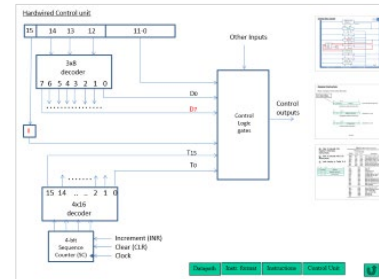 Hardwired Control unit
15 14 13 12 11-0
Other Inputs
3x8
decoder
7 6 5 4 3 2 1 0
D0
D7
Control
Logic
gates
Control
outputs
I
T15
T0
15 14 .. .. 2 1 0
4x16
decoder
4-bit
Sequence
Counter (SC)
Increment (INR)
Clear (CLR)
Clock
Datapath
Instr. Format
Instructions
Control Unit